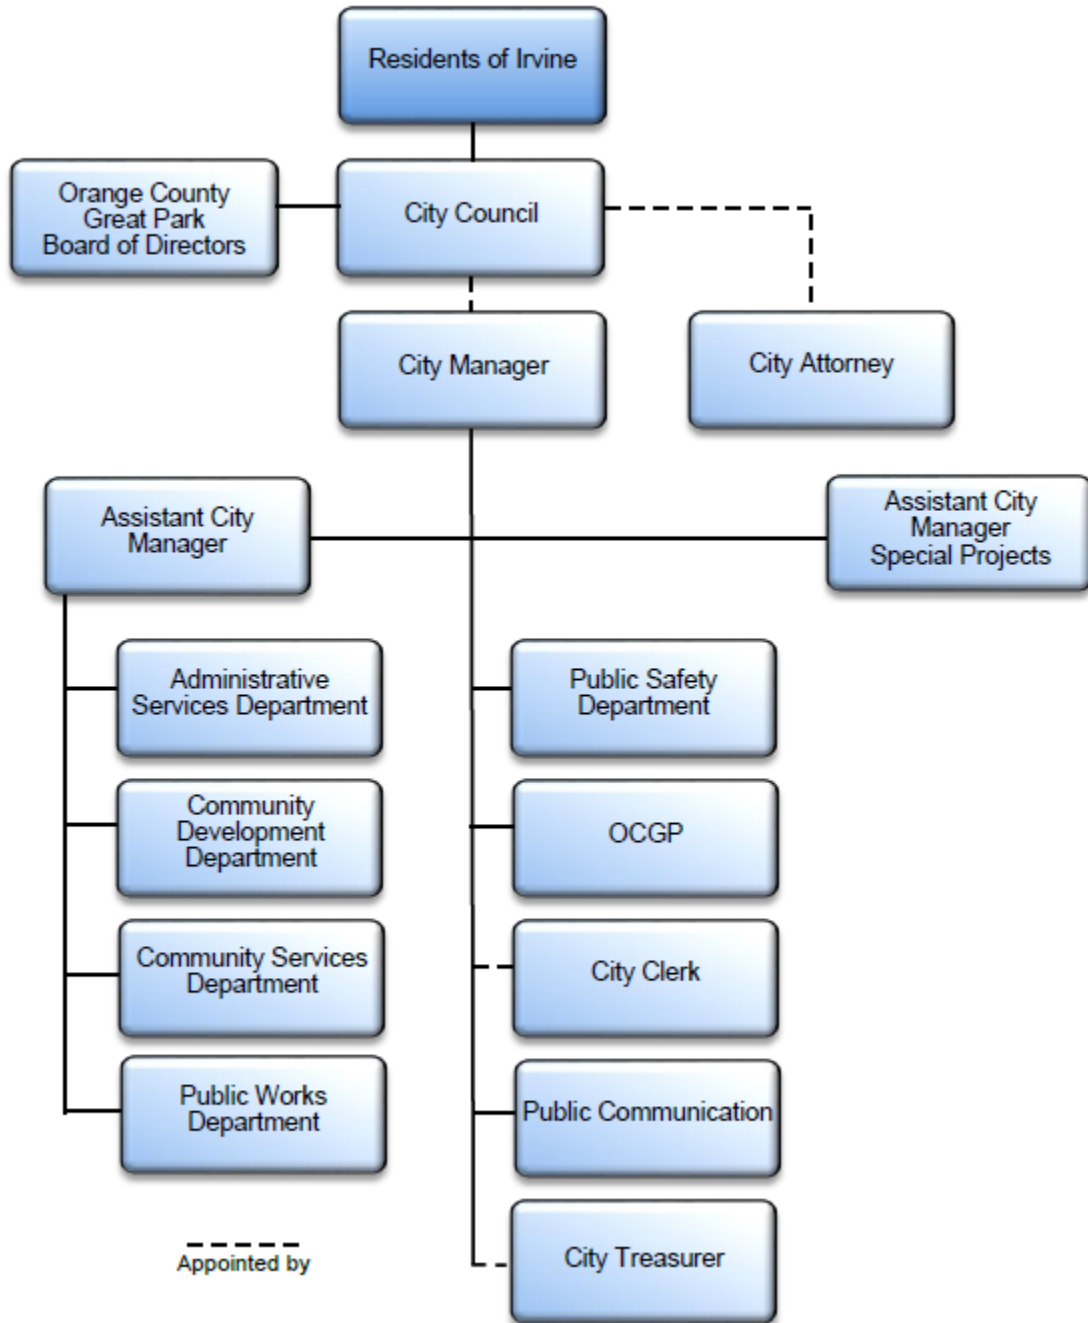 Residents of Irvine
Orange County
Great Park
Board of Directors
City Council
City Manager
City Attorney
Assistant City
Manager
Assistant City
Manager
Special Projects
Administrative
Services Department
Public Safety
Department
Community
Development
Department
OCGP
Community Services
Department
City Clerk
Public Works
Department
Public Communication
City Treasurer
Appointed by